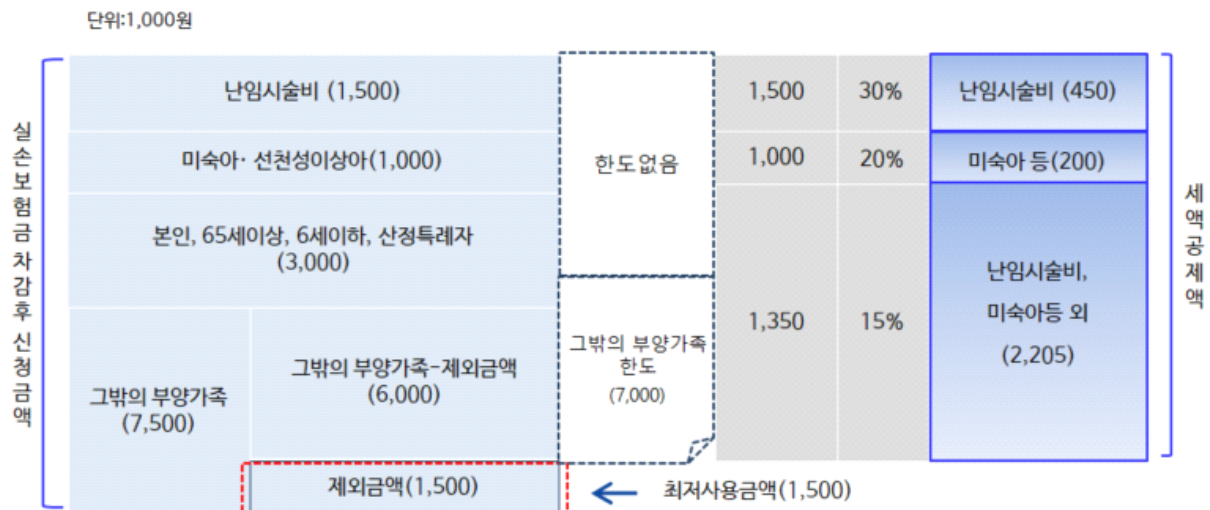 단위:1,000원
실손보험금 차감후 신청금액
난임시술비 (1,500)
미숙아· 선천성이상아(1,000)
본인, 65세이상, 6세이하, 산정특례자
(3,000)
그밖의 부양가족
(7,500)
그밖의 부양가족-제외금액
(6,000)
제외금액(1,500)
한도없음
그밖의 부양가족
한도
(7,000)
최저사용금액(1,500)
1,500
30%
1,000
20%
1,350
15%
난임시술비 (450)
미숙아 등(200)
난임시술비,
미숙아등 외
(2,205)
세액공제액